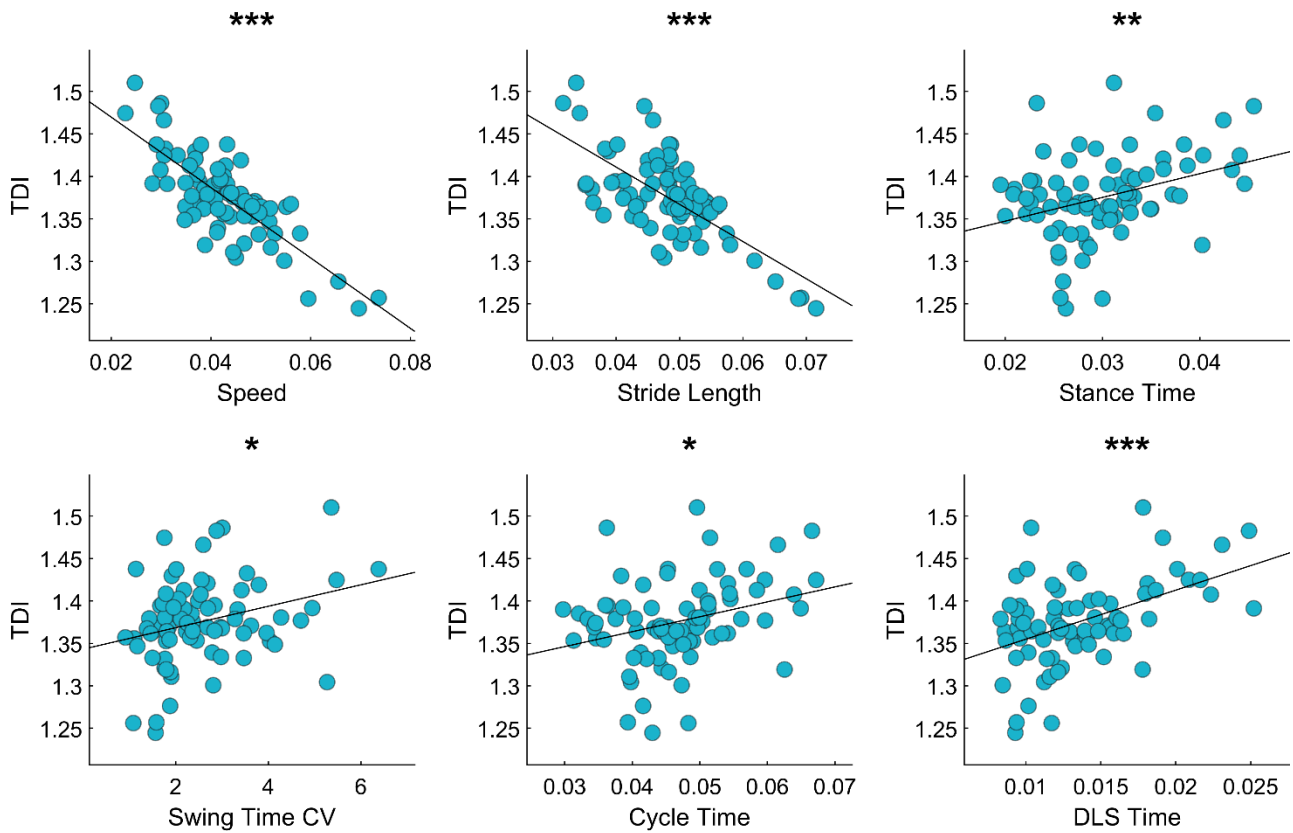 *** *** **
TDI 1.5 1.45 1.4 1.35 1.3 1.25
0.02 0.04 0.06 0.08
Speed
TDI 1.5 1.45 1.4 1.35 1.3 1.25
0.03 0.04 0.05 0.06 0.07
Stride Length
TDI 1.5 1.45 1.4 1.35 1.3 1.25
0.02 0.03 0.04
Stance Time
* * ***
TDI 1.5 1.45 1.4 1.35 1.3 1.25
2 4 6
Swing Time CV
TDI 1.5 1.45 1.4 1.35 1.3 1.25
0.03 0.04 0.05 0.06 0.07
Cycle Time
TDI 1.5 1.45 1.4 1.35 1.3 1.25
0.01 0.015 0.02 0.025
DLS Time